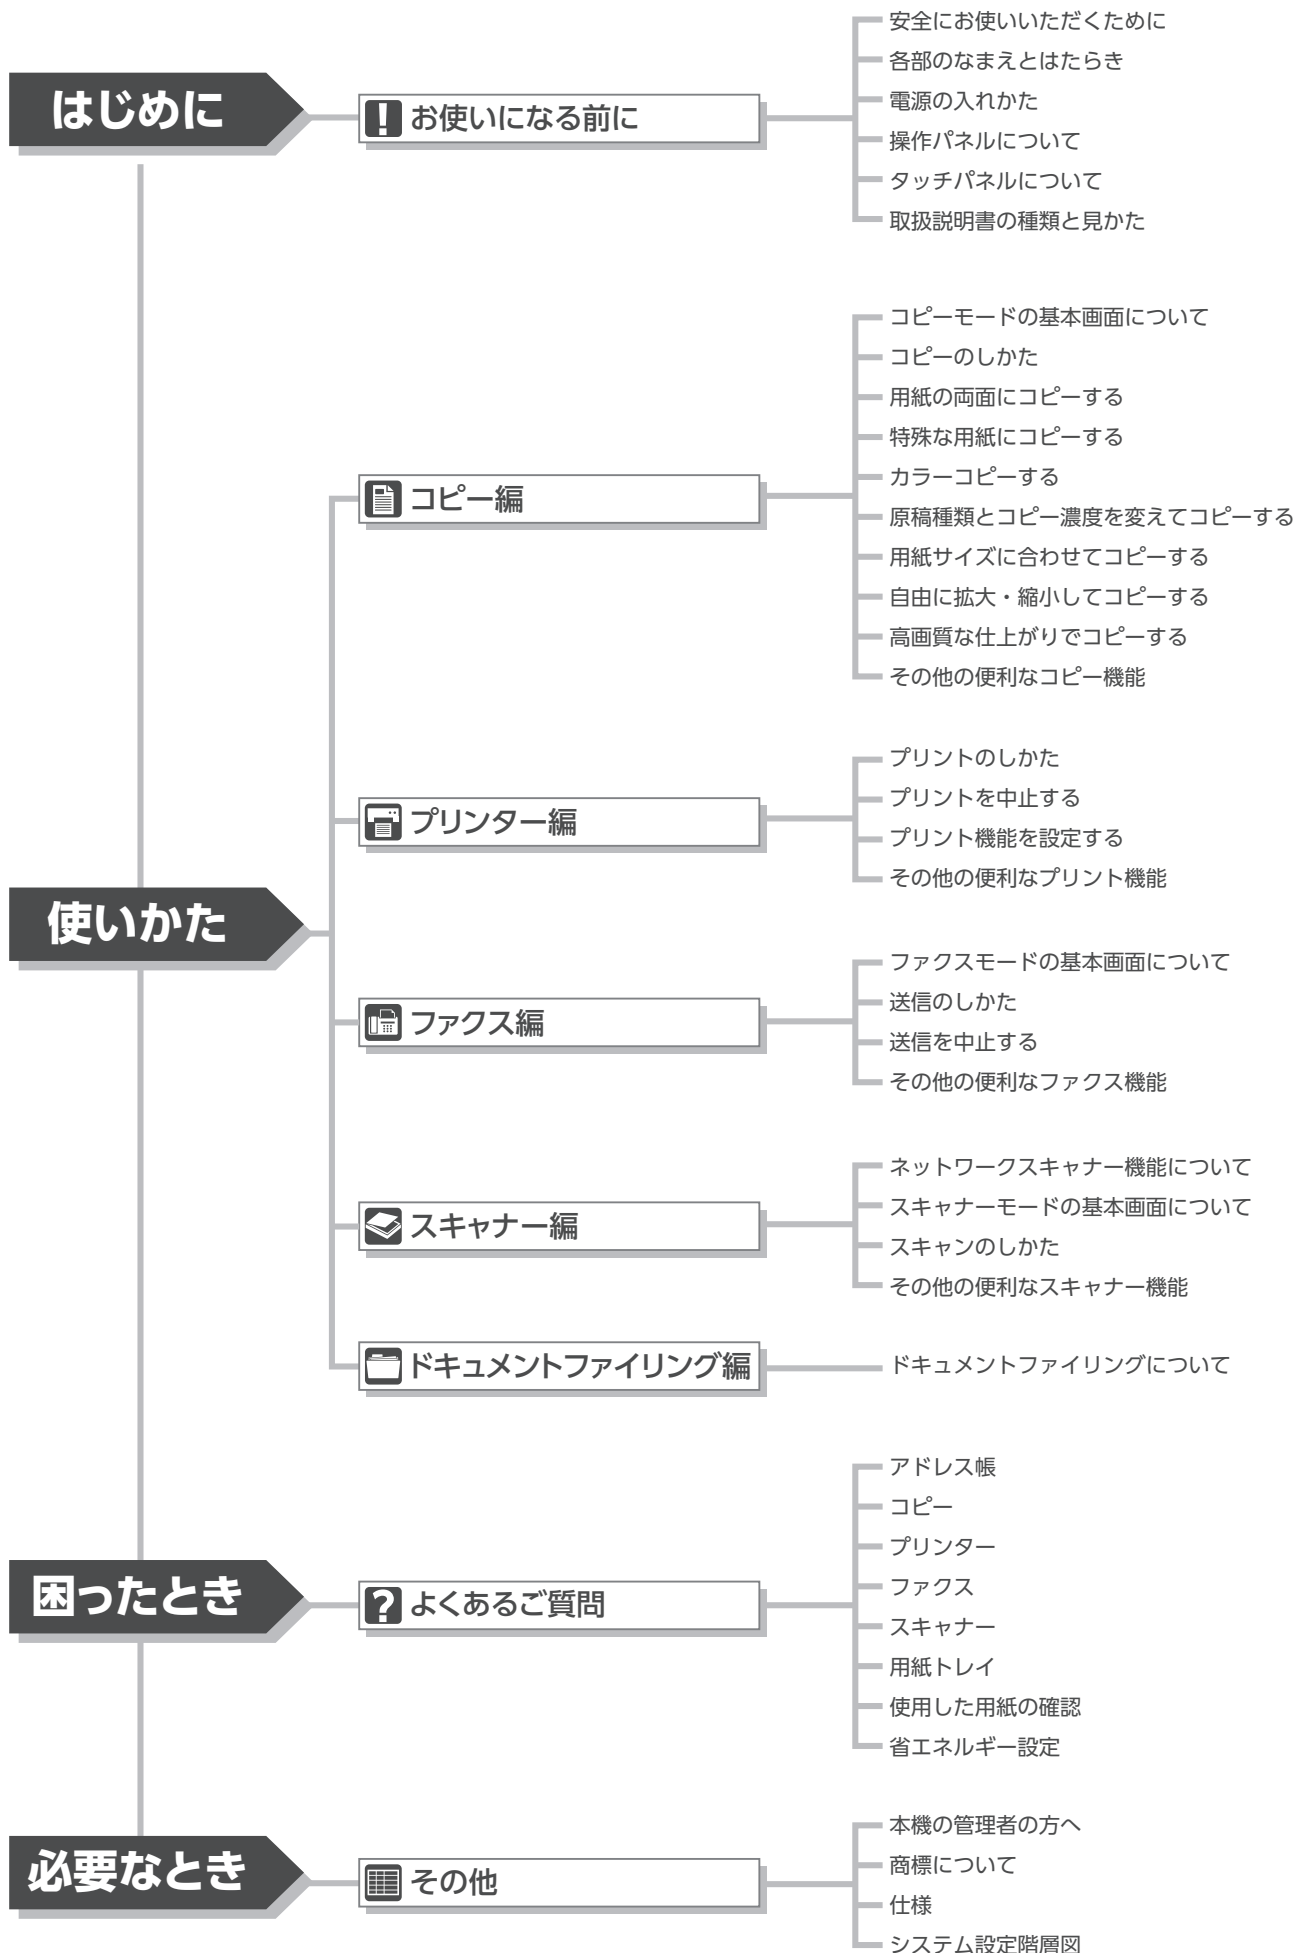 はじめに
お使いになる前に
安全にお使いいただくために
各部のなまえとはたらき
電源の入れかた
操作パネルについて
タッチパネルについて
取扱説明書の種類と見かた
使いかた
コピー編
コピーモードの基本画面について
コピーのしかた
用紙の両面にコピーする
特殊な用紙にコピーする
カラーコピーする
原稿種類とコピー濃度を変えてコピーする
用紙サイズに合わせてコピーする
自由に拡大・縮小してコピーする
高画質な仕上がりでコピーする
その他の便利なコピー機能
プリンター編
プリントのしかた
プリントを中止する
プリント機能を設定する
その他の便利なプリント機能
ファクス編
ファクスモードの基本画面について
送信のしかた
送信を中止する
その他の便利なファクス機能
スキャナー編
ネットワークスキャナー機能について
スキャナーモードの基本画面について
スキャンのしかた
その他の便利なスキャナー機能
ドキュメントファイリング編
ドキュメントファイリングについて
困ったとき
よくあるご質問
アドレス帳
コピー
プリンター
ファクス
スキャナー
用紙トレイ
使用した用紙の確認
省エネルギー設定
必要なとき
その他
本機の管理者の方へ
商標について
仕様
システム設定階層図